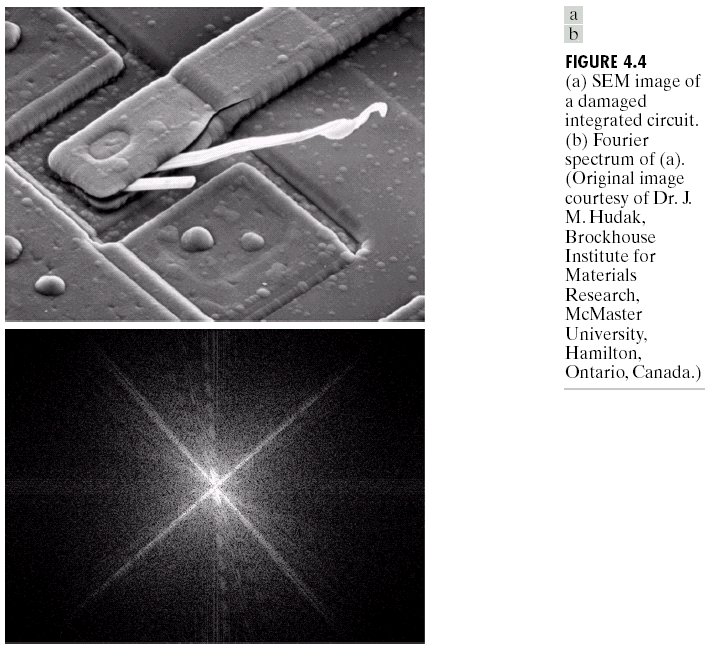 a
b
FIGURE 4.4
(a) SEM image of
a damaged
integrated circuit.
(b) Fourier
spectrum of (a).
(Original image
courtesy of Dr. J.
M. Hudak,
Brockhouse
Institute for
Materials
Research,
McMaster
University,
Hamilton,
Ontario, Canada.)